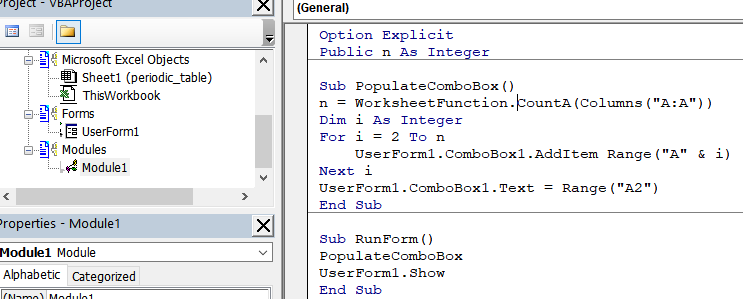 Project - VBAProject
Microsoft Excel Objects
Sheet1 (periodic_table)
ThisWorkbook
Forms
UserForm1
Modules
Module1
Properties - Module1
Module1 Module
Alphabetic Categorized
(Name) Module1
(General)
Option Explicit
Public n As Integer
Sub PopulateComboBox()
n = WorksheetFunction.CountA(Columns("A:A"))
Dim i As Integer
For i = 2 To n
UserForm1.ComboBox1.AddItem Range("A" & i)
Next i
UserForm1.ComboBox1.Text = Range("A2")
End Sub
Sub RunForm()
PopulateComboBox
UserForm1.Show
End Sub